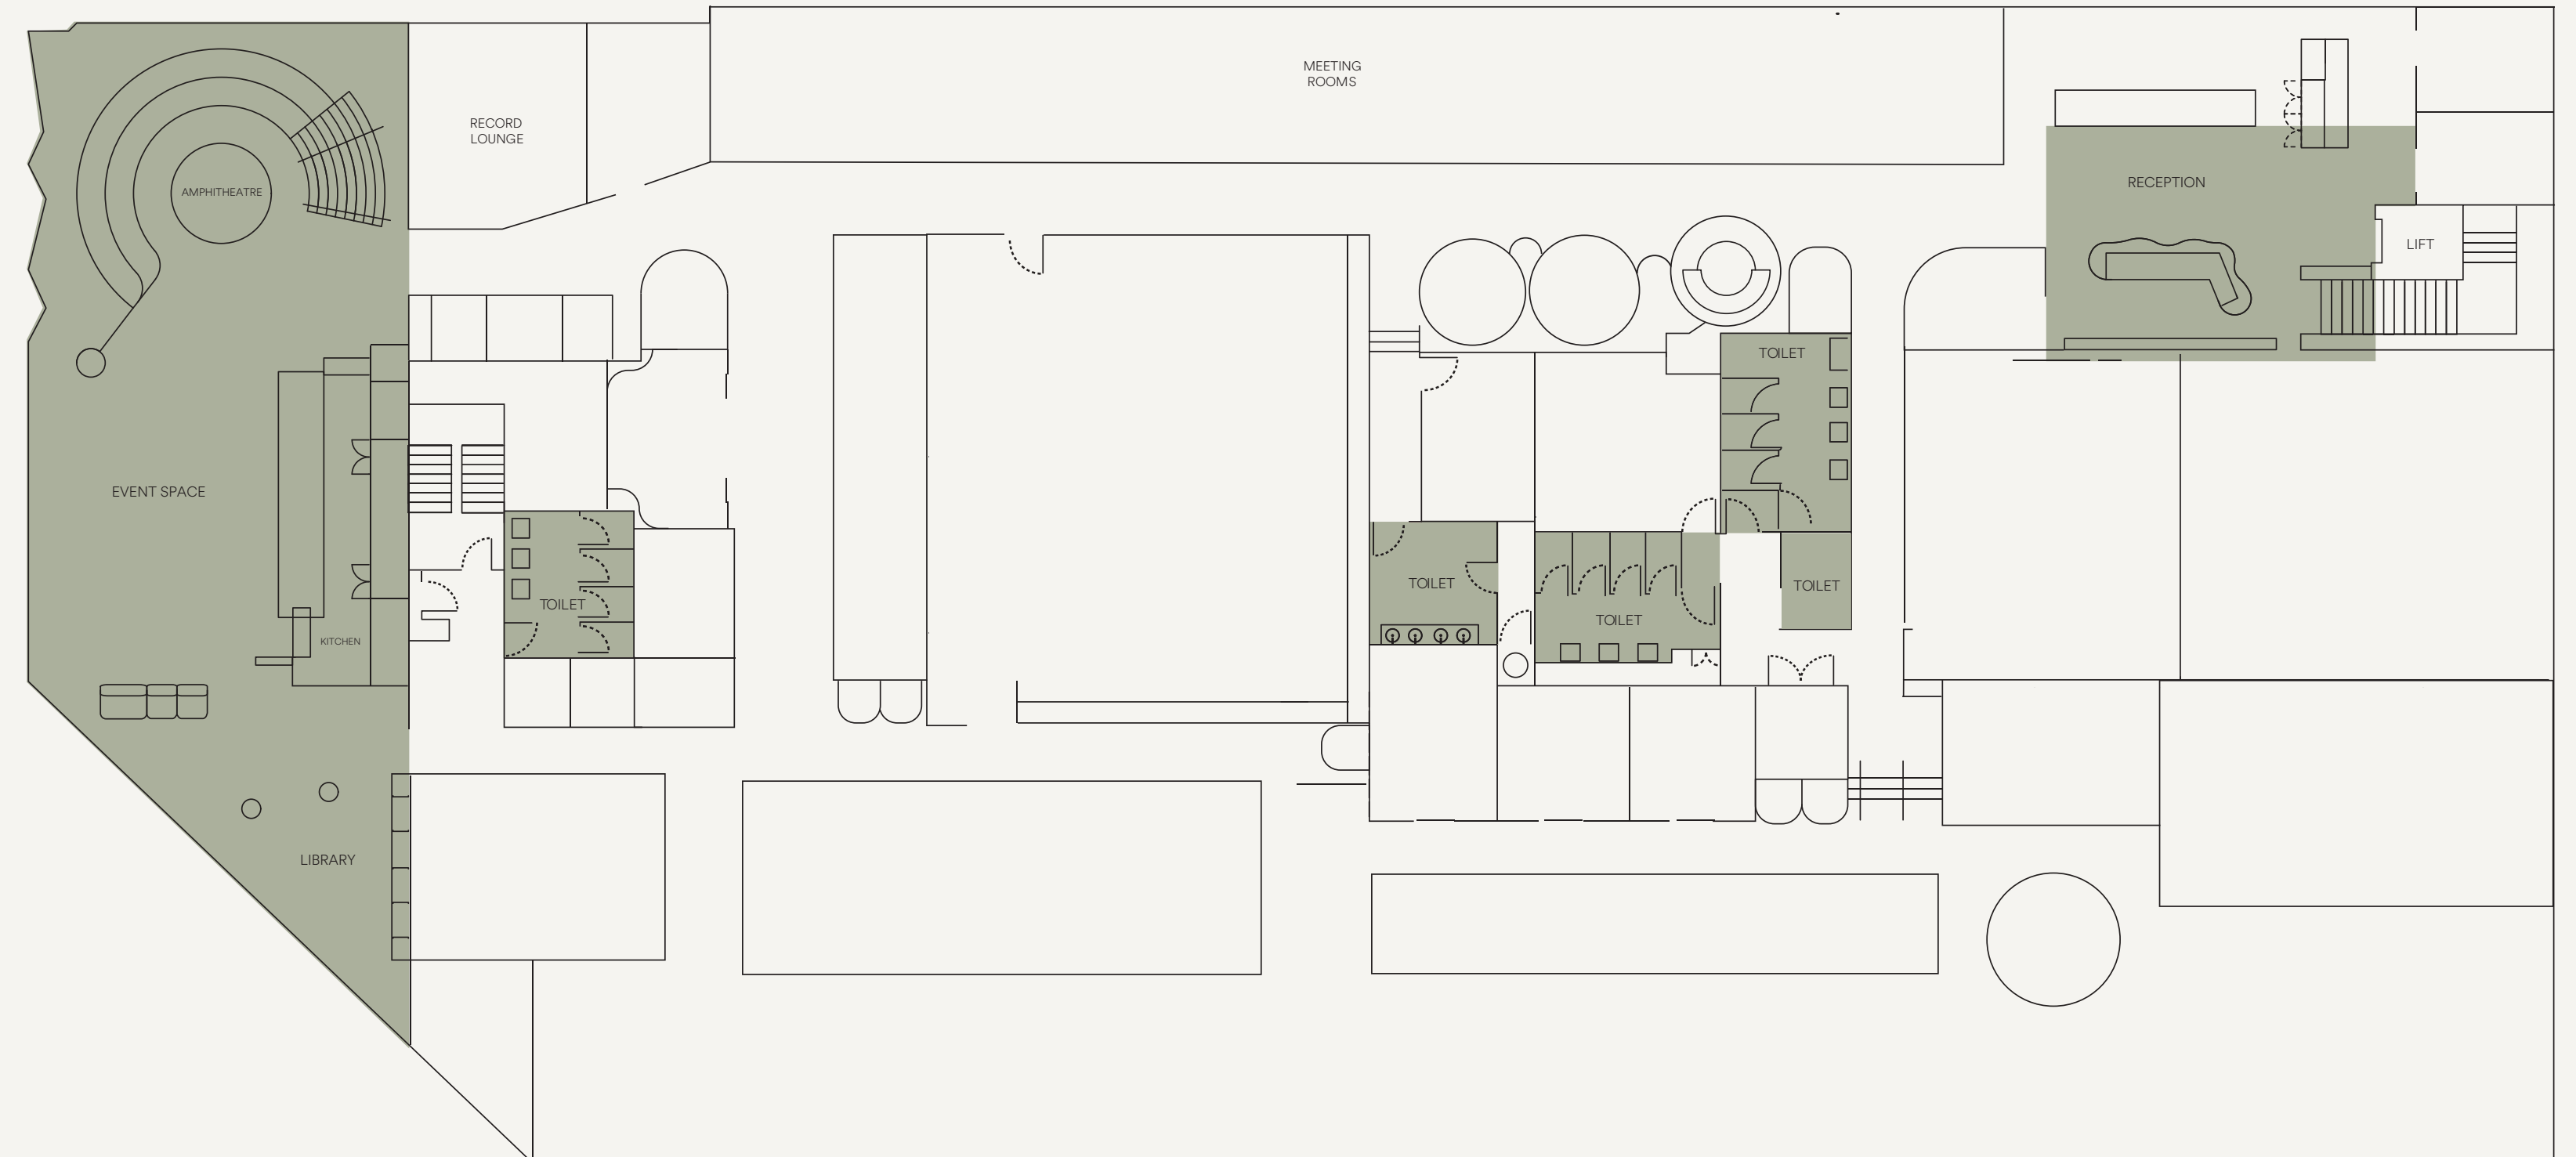 MEETING
ROOMS
RECORD
LOUNGE
AMPHITHEATRE
RECEPTION
LIFT
TOILET
EVENT SPACE
TOILET
TOILET
TOILET
TOILET
KITCHEN
LIBRARY